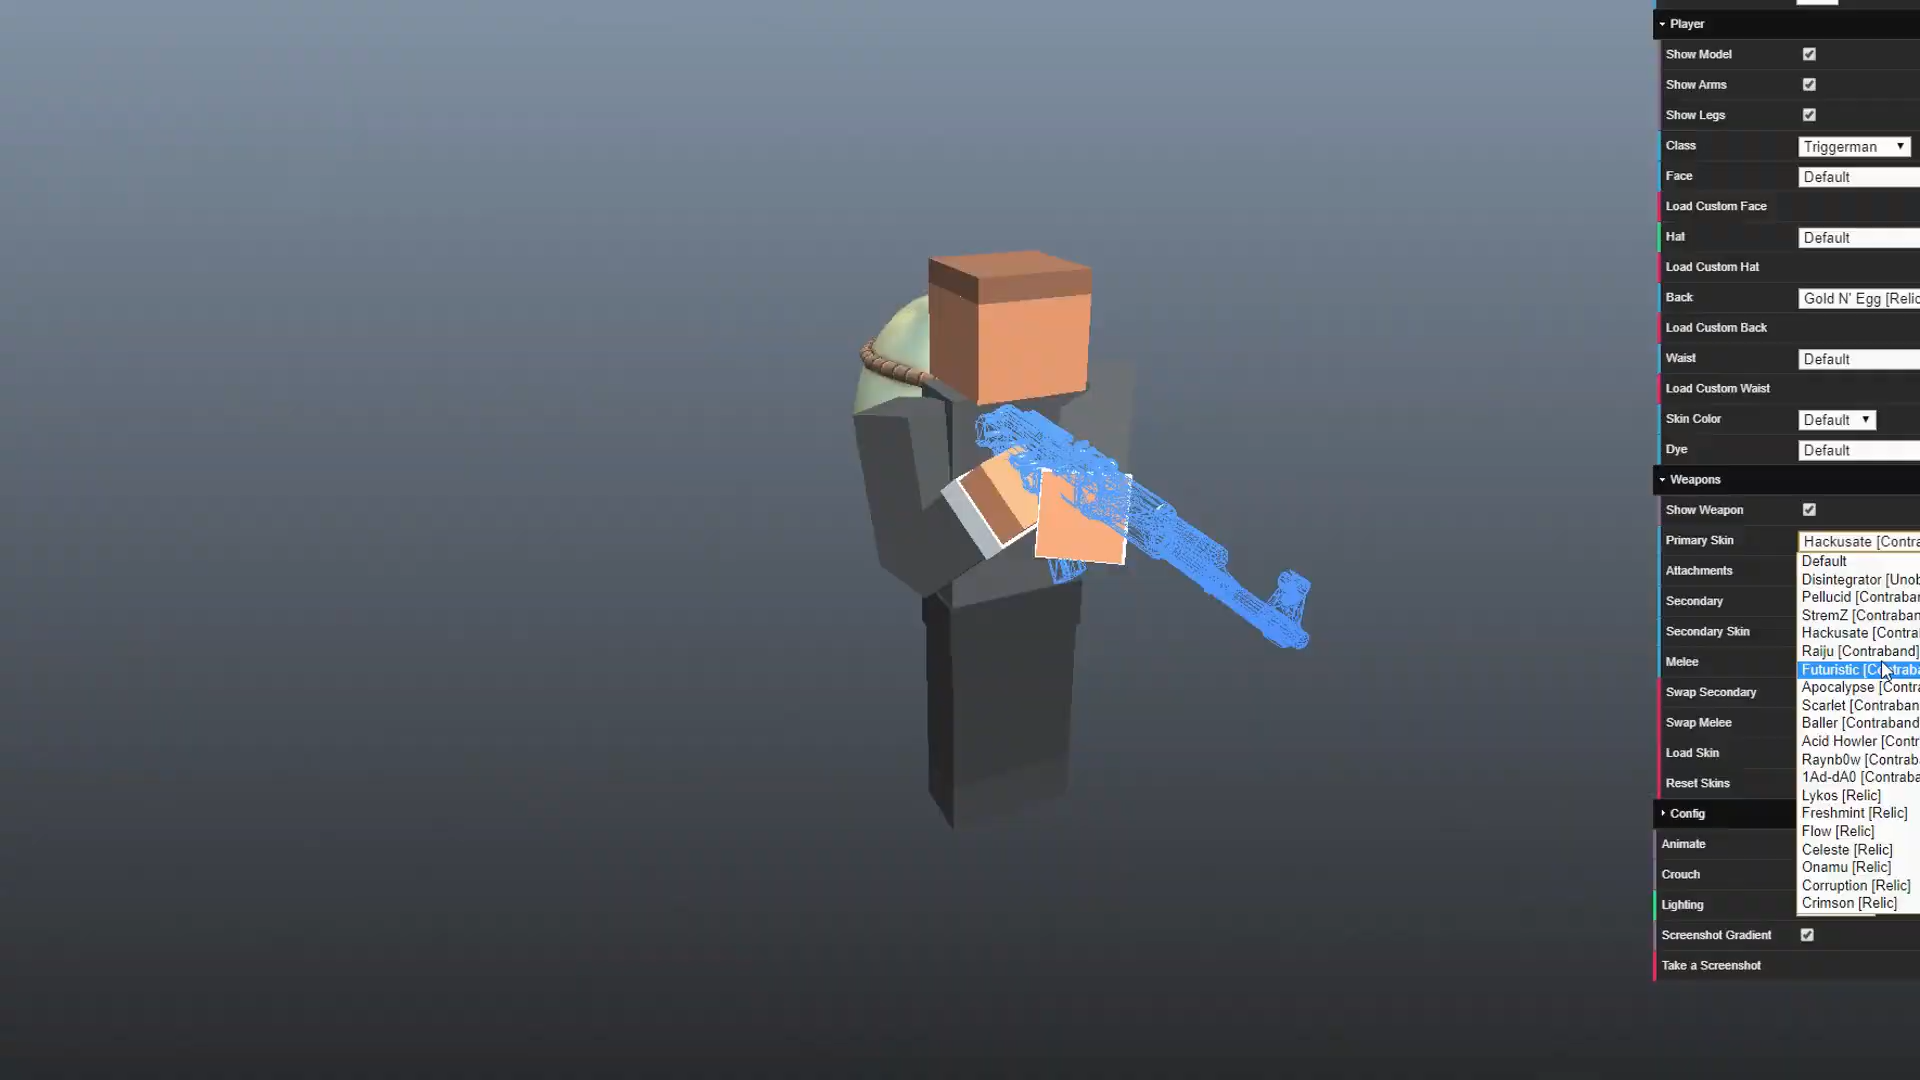 Player
Show Model
Show Arms
Show Legs
Class Triggerman
Face Default
Load Custom Face
Hat Default
Load Custom Hat
Back Gold N' Egg [Relic
Load Custom Back
Waist Default
Load Custom Waist
Skin Color Default
Dye Default
Weapons
Show Weapon
Primary Skin Hackusate [Contra
Attachments
Secondary
Secondary Skin
Melee
Swap Secondary
Swap Melee
Load Skin
Reset Skins
Default
Disintegrator [Unob
Pellucid [Contraban
StremZ [Contraban
Hackusate [Contra
Raiju [Contraband]
Futuristic [Contraba
Apocalypse [Contra
Scarlet [Contraban
Baller [Contraband
Acid Howler [Contr
Raynb0w [Contraba
1Ad-dA0 [Contraba
Lykos [Relic]
Freshmint [Relic]
Flow [Relic]
Celeste [Relic]
Onamu [Relic]
Corruption [Relic]
Crimson [Relic]
Config
Animate
Crouch
Lighting
Screenshot Gradient
Take a Screenshot